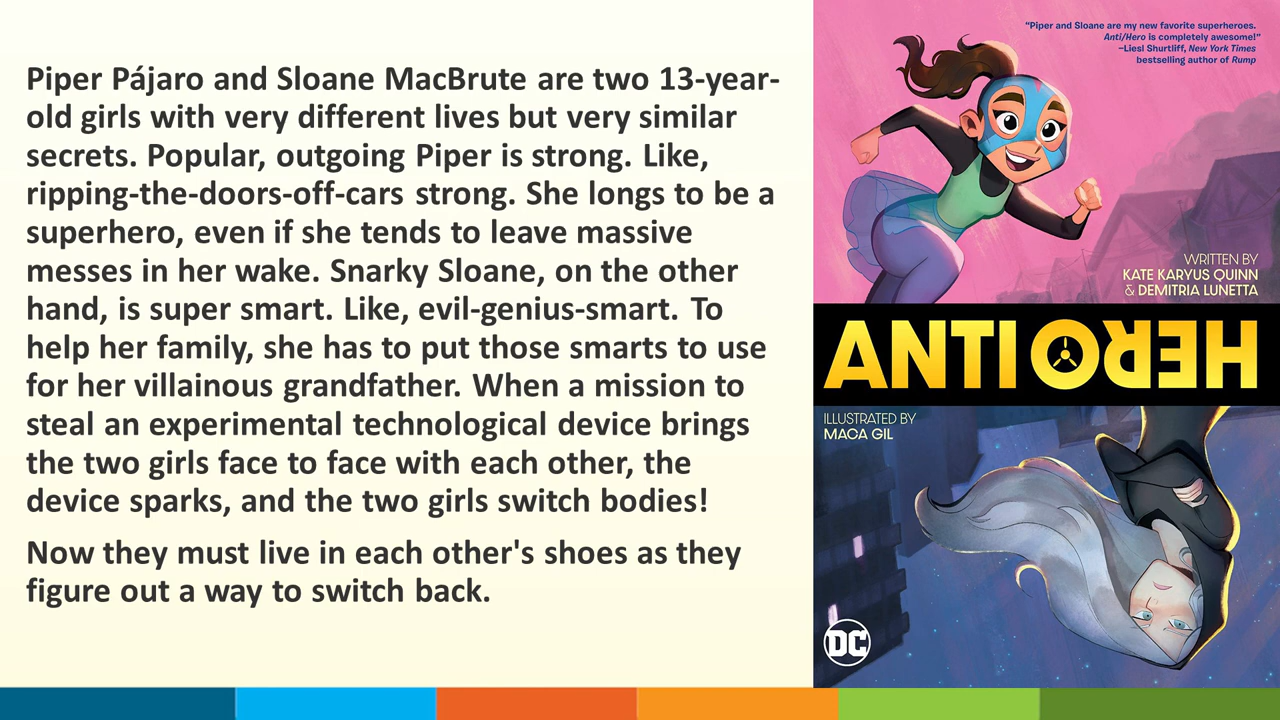 Piper Pájaro and Sloane MacBrute are two 13-year-
old girls with very different lives but very similar
secrets. Popular, outgoing Piper is strong. Like,
ripping-the-doors-off-cars strong. She longs to be a
superhero, even if she tends to leave massive
messes in her wake. Snarky Sloane, on the other
hand, is super smart. Like, evil-genius-smart. To
help her family, she has to put those smarts to use
for her villainous grandfather. When a mission to
steal an experimental technological device brings
the two girls face to face with each other, the
device sparks, and the two girls switch bodies!
Now they must live in each other's shoes as they
figure out a way to switch back.
"Piper and Sloane are my new favorite superheroes.
Anti/Hero is completely awesome!"
–Liesl Shurtliff, New York Times
bestselling author of Rump
WRITTEN BY
KATE KARYUS QUINN
& DEMITRIA LUNETTA
ANTI HERO
ILLUSTRATED BY
MACA GIL
DC